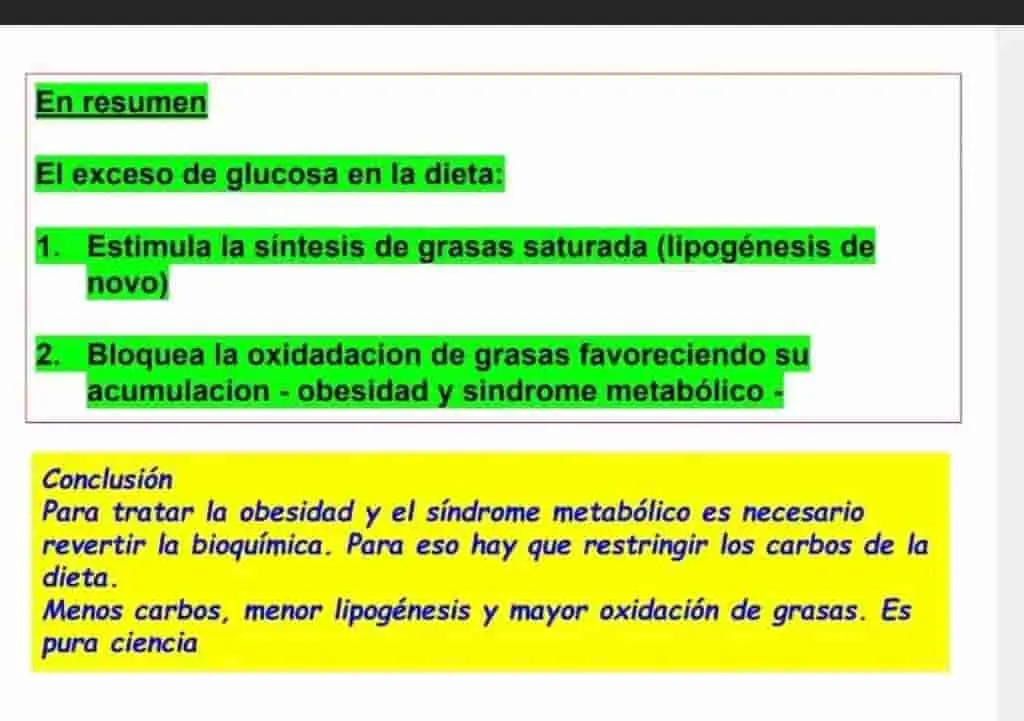 En resumen
El exceso de glucosa en la dieta:
1. Estimula la síntesis de grasas saturada (lipogénesis de
novo)
2. Bloquea la oxidadacion de grasas favoreciendo su
acumulacion - obesidad y sindrome metabólico -
Conclusión
Para tratar la obesidad y el síndrome metabólico es necesario
revertir la bioquímica. Para eso hay que restringir los carbos de la
dieta.
Menos carbos, menor lipogénesis y mayor oxidación de grasas. Es
pura ciencia